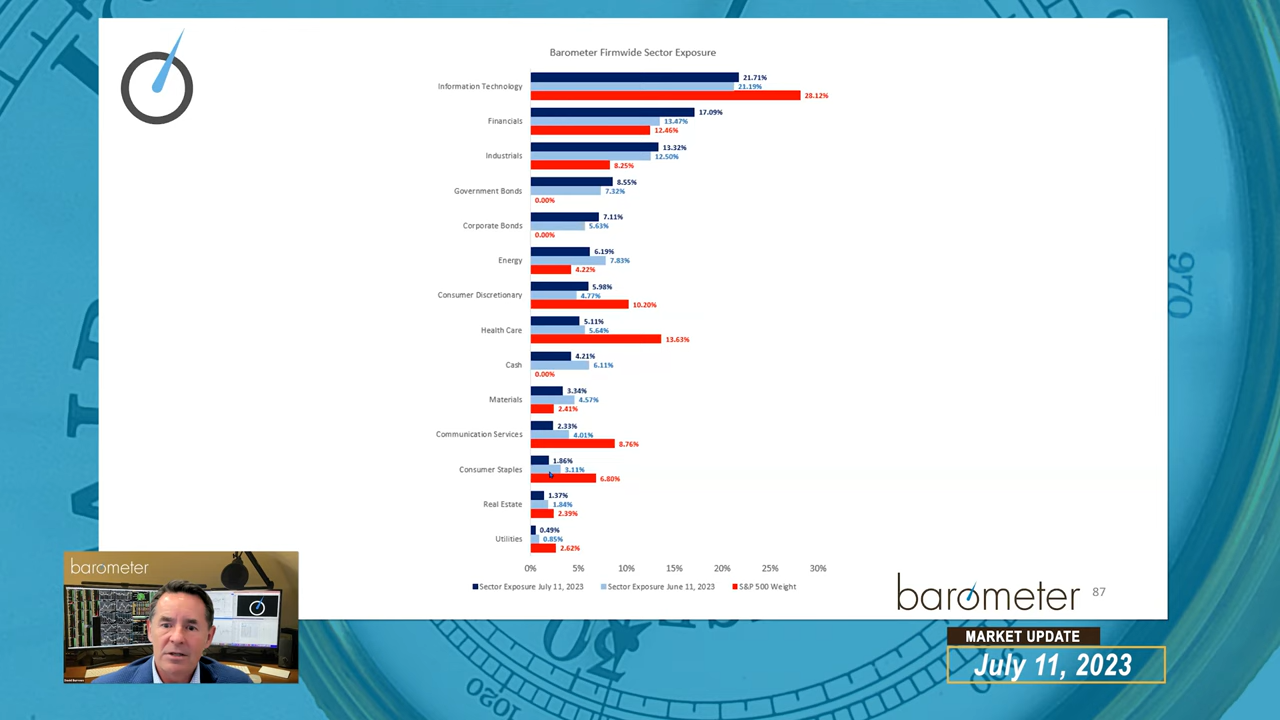 Barometer Firmwide Sector Exposure
Information Technology
21.71%
21.19%
28.12%
Financials
17.09%
13.47%
12.46%
Industrials
13.32%
12.50%
8.25%
Government Bonds
8.55%
7.32%
0.00%
Corporate Bonds
7.11%
5.63%
0.00%
Energy
6.19%
7.83%
4.22%
Consumer Discretionary
5.98%
4.77%
10.20%
Health Care
5.11%
5.64%
13.63%
Cash
4.21%
6.11%
0.00%
Materials
3.34%
4.57%
2.41%
Communication Services
2.33%
4.01%
8.76%
Consumer Staples
1.86%
3.11%
6.80%
Real Estate
1.37%
1.84%
2.39%
Utilities
0.49%
0.85%
2.62%
0% 5% 10% 15% 20% 25% 30%
Sector Exposure July 11, 2023 Sector Exposure June 11, 2023 S&P 500 Weight
barometer
barometer 87
MARKET UPDATE
July 11, 2023
970
1020